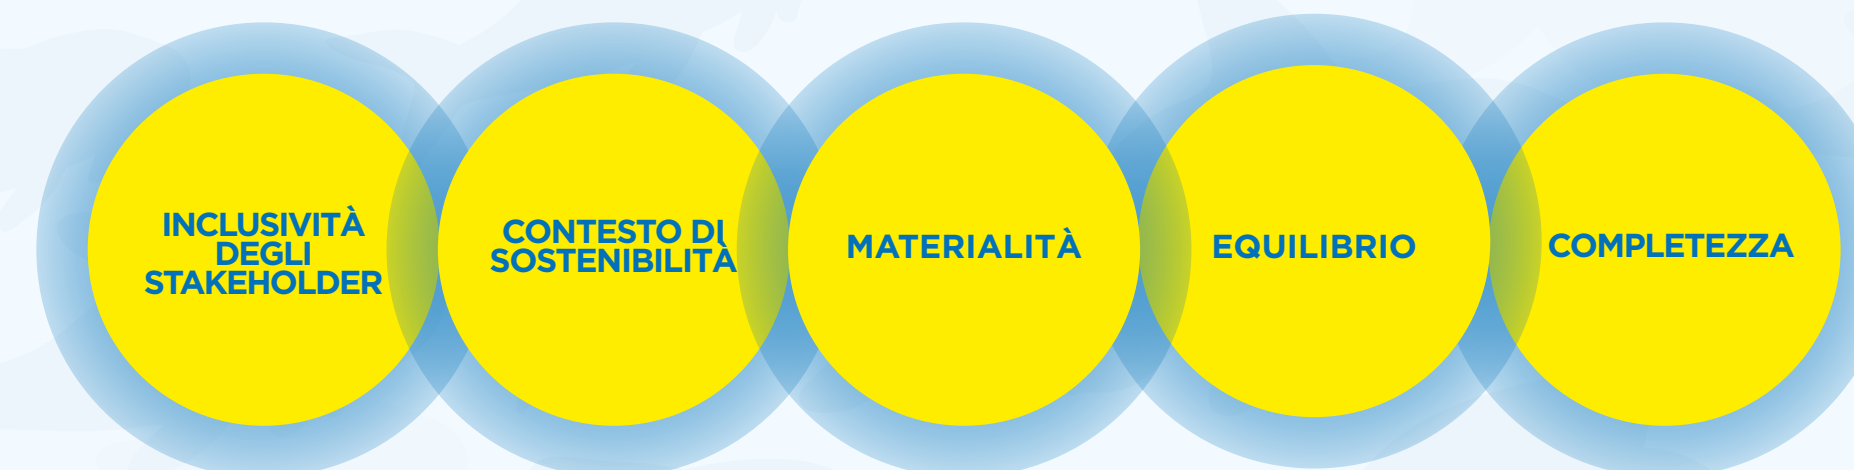 INCLUSIVITÀ
DEGLI
STAKEHOLDER
CONTESTO DI
SOSTENIBILITÀ
MATERIALITÀ
EQUILIBRIO
COMPLETEZZA